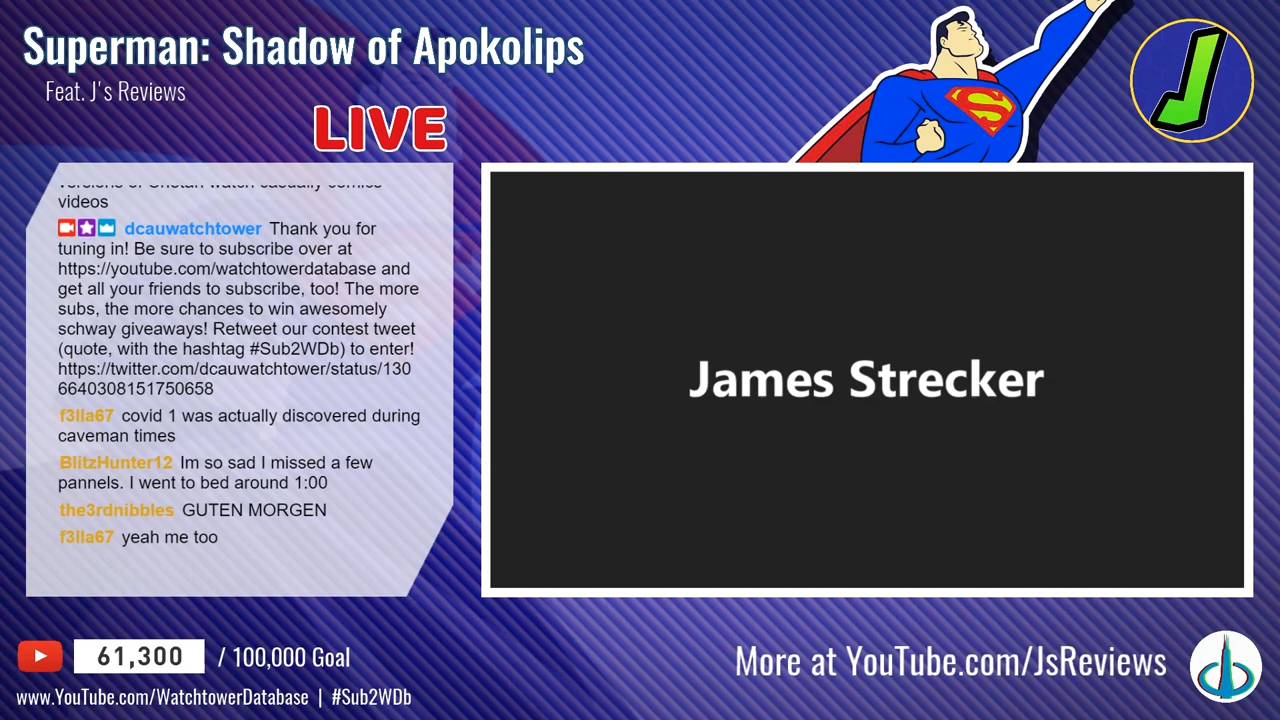 Superman: Shadow of Apokolips
Feat. J's Reviews
LIVE
videos
dcauwatchtower Thank you for
tuning in! Be sure to subscribe over at
https://youtube.com/watchtowerdatabase and
get all your friends to subscribe, too! The more
subs, the more chances to win awesomely
schway giveaways! Retweet our contest tweet
(quote, with the hashtag #Sub2WDb) to enter!
https://twitter.com/dcauwatchtower/status/130
6640308151750658
f3lla67 covid 1 was actually discovered during
caveman times
BlitzHunter12 Im so sad I missed a few
pannels. I went to bed around 1:00
the3rdnibbles GUTEN MORGEN
f3lla67 yeah me too
James Strecker
S
J
61,300 / 100,000 Goal
www.YouTube.com/WatchtowerDatabase | #Sub2WDb
More at YouTube.com/JsReviews